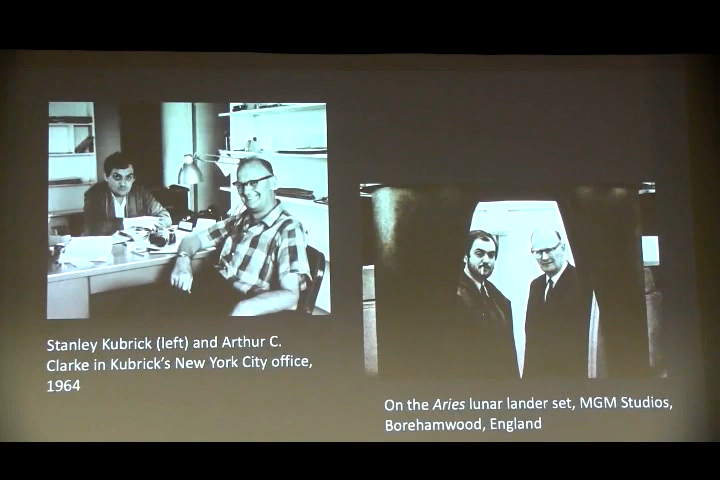 Stanley Kubrick (left) and Arthur C.
Clarke in Kubrick's New York City office,
1964
On the Aries lunar lander set, MGM Studios,
Borehamwood, England